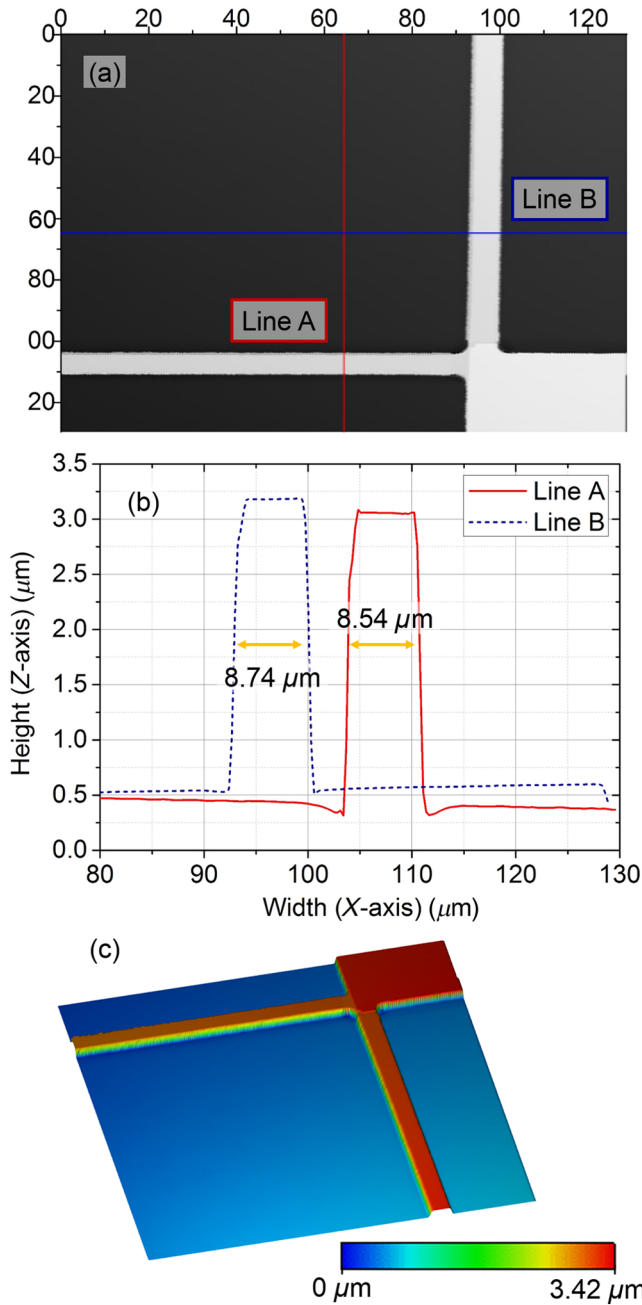 0 20 40 60 80 100 120
0
(a)
20
40
Line B
60
80
Line A
00
20
3.5
(b)
Line A
Line B
3.0
2.5
8.54 µm
2.0
8.74 µm
1.5
1.0
0.5
0.0
Height (Z-axis) (µm)
80 90 100 110 120 130
Width (X-axis) (µm)
(c)
0 µm 3.42 µm